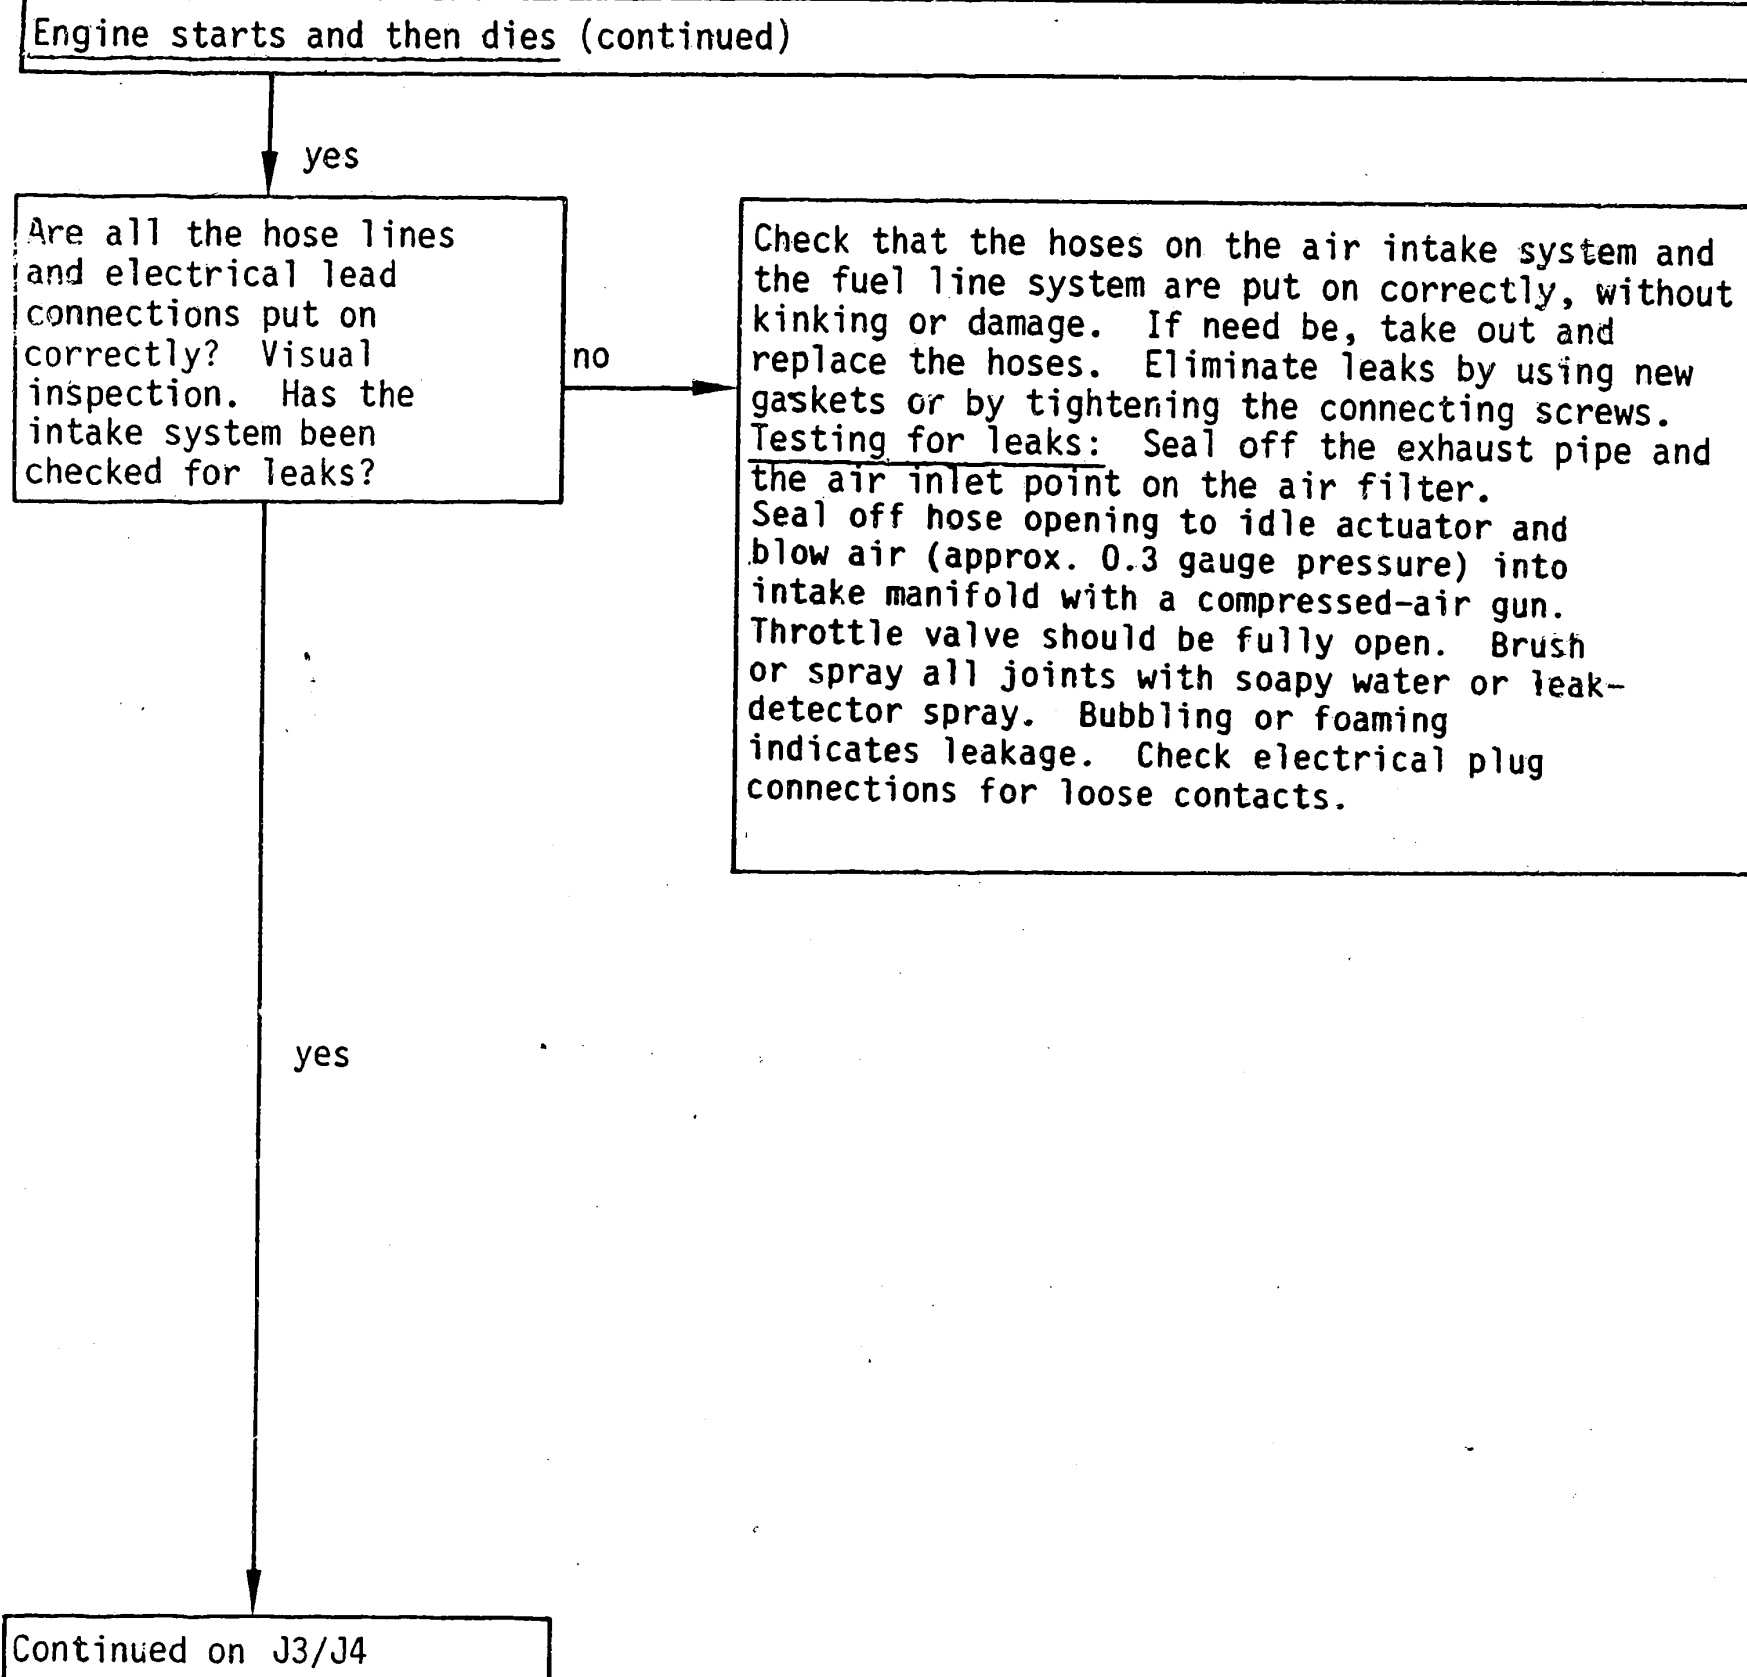 Engine starts and then dies (continued)
yes
Are all the hose lines
and electrical lead
connections put on
correctly?  Visual
inspection.  Has the
intake system been
checked for leaks?
no
Check that the hoses on the air intake system and
the fuel line system are put on correctly, without
kinking or damage.  If need be, take out and
replace the hoses.  Eliminate leaks by using new
gaskets or by tightening the connecting screws.
Testing for leaks:  Seal off the exhaust pipe and
the air inlet point on the air filter.
Seal off hose opening to idle actuator and
blow air (approx. 0.3 gauge pressure) into
intake manifold with a compressed-air gun.
Throttle valve should be fully open.  Brush
or spray all joints with soapy water or leak-
detector spray.  Bubbling or foaming
indicates leakage.  Check electrical plug
connections for loose contacts.
yes
Continued on J3/J4